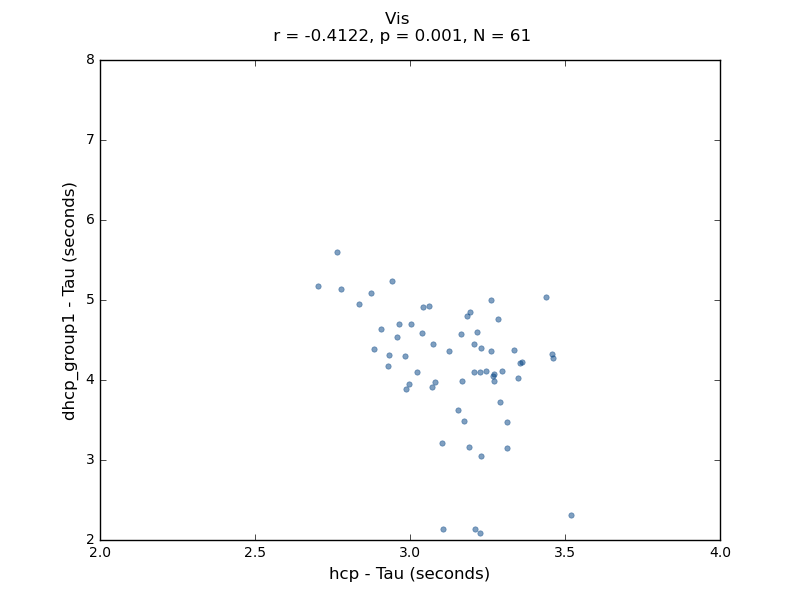 Vis
r = -0.4122, p = 0.001, N = 61
8
7
6
5
4
3
2
dhcp_group1 - Tau (seconds)
2.0 2.5 3.0 3.5 4.0
hcp - Tau (seconds)